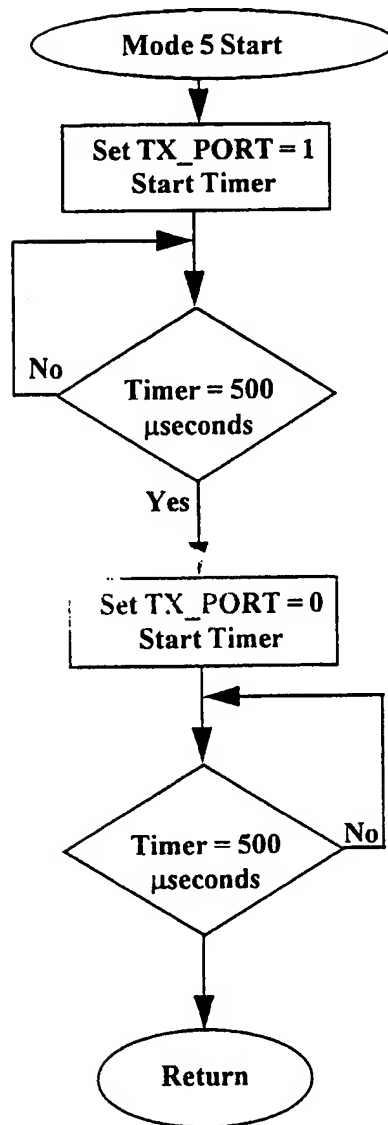 Mode 5 Start
Set TX_PORT = 1
Start Timer
No
Timer = 500
μseconds
Yes
Set TX_PORT = 0
Start Timer
No
Timer = 500
μseconds
Return